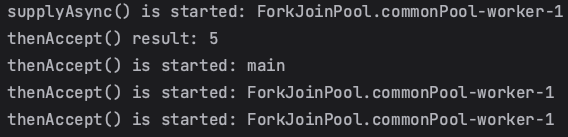 supplyAsync() is started: ForkJoinPool.commonPool-worker-1
thenAccept() result: 5
thenAccept() is started: main
thenAccept() is started: ForkJoinPool.commonPool-worker-1
thenAccept() is started: ForkJoinPool.commonPool-worker-1